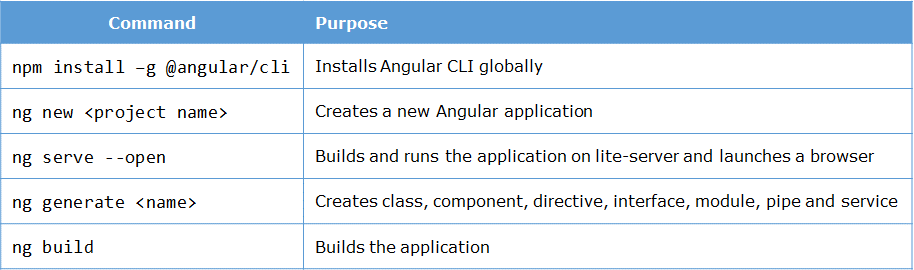 Command Purpose
npm install –g @angular/cli Installs Angular CLI globally
ng new <project name> Creates a new Angular application
ng serve --open Builds and runs the application on lite-server and launches a browser
ng generate <name> Creates class, component, directive, interface, module, pipe and service
ng build Builds the application